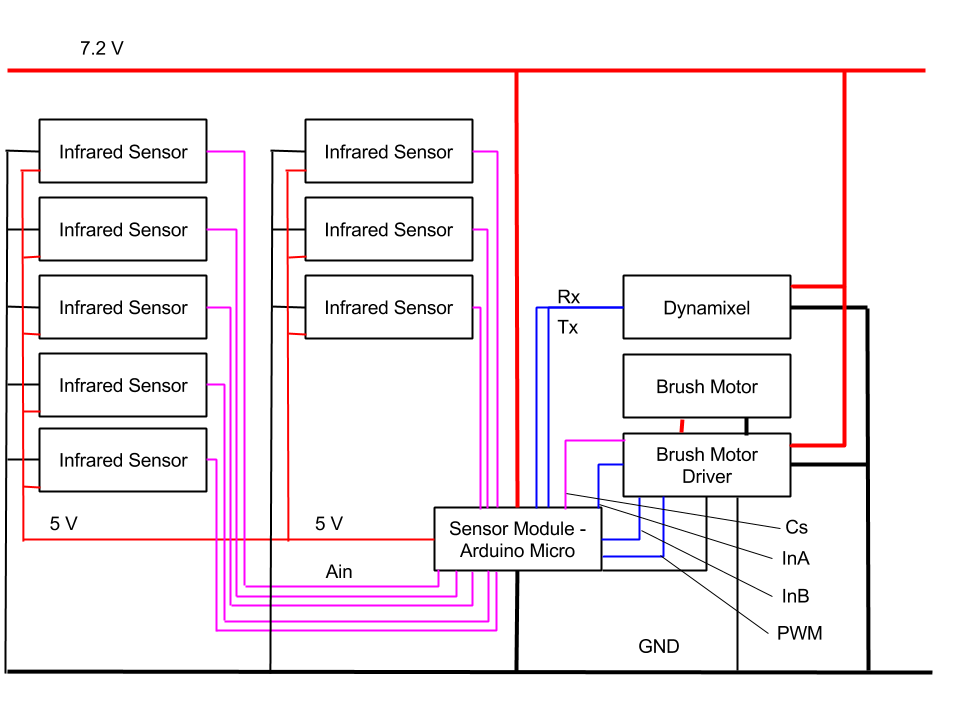 7.2 V
Infrared Sensor
Infrared Sensor
Infrared Sensor
Infrared Sensor
Infrared Sensor
Infrared Sensor
Infrared Sensor
Infrared Sensor
5 V
5 V
Ain
Rx
Tx
Dynamixel
Brush Motor
Brush Motor
Driver
Sensor Module -
Arduino Micro
Cs
InA
InB
PWM
GND